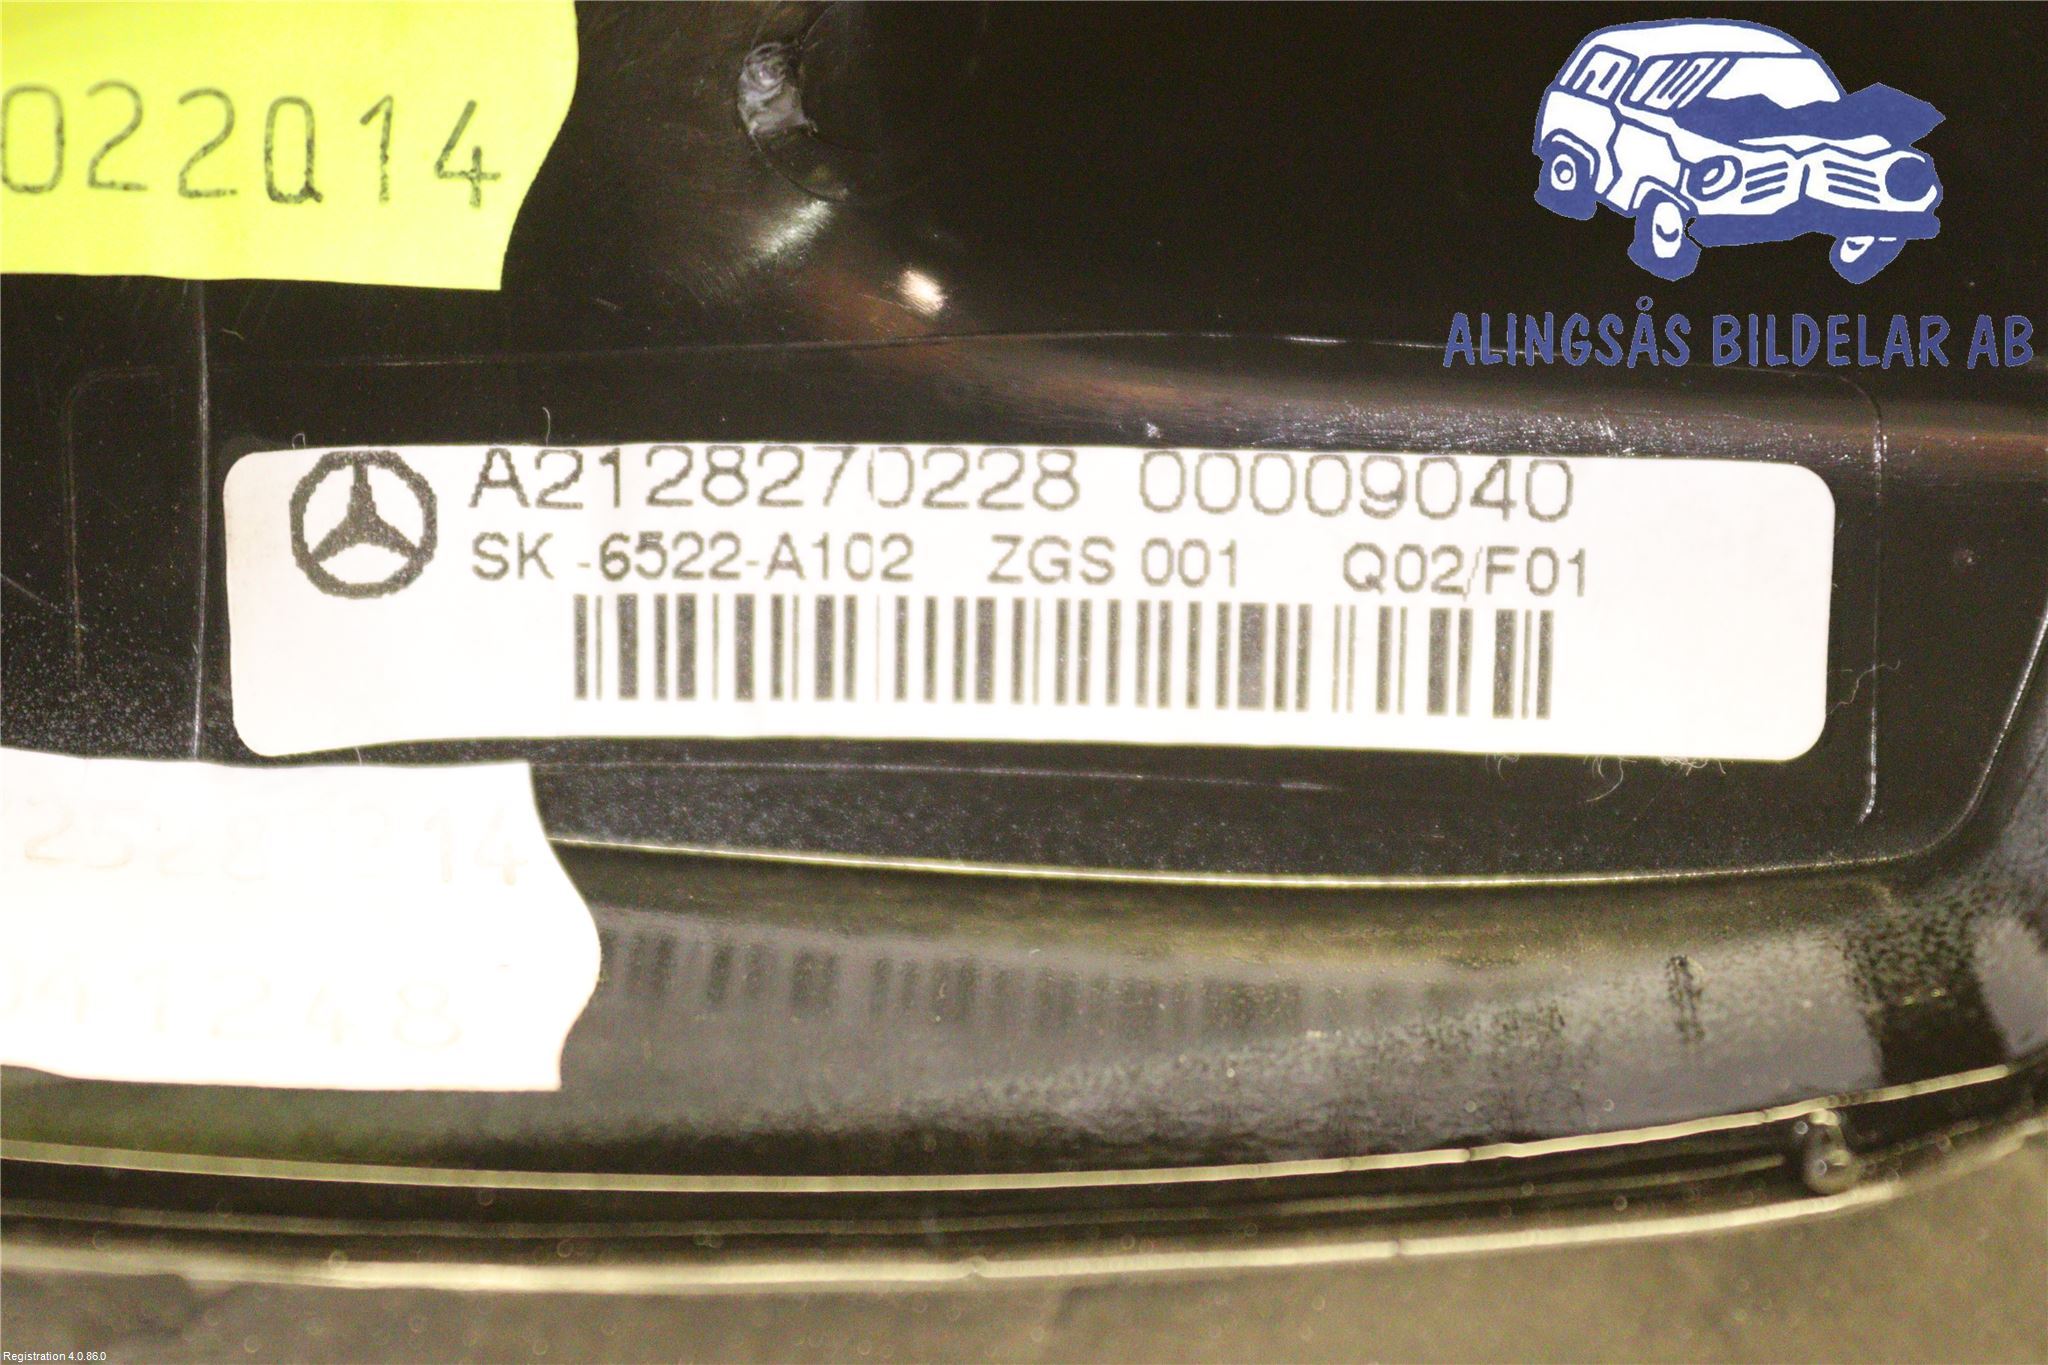 022014
ALINGSÅS BILDELAR AB
A2128270228 00009040
SK -6522-A102 ZGS 001 Q02/F01
Registration 4.0.86.0